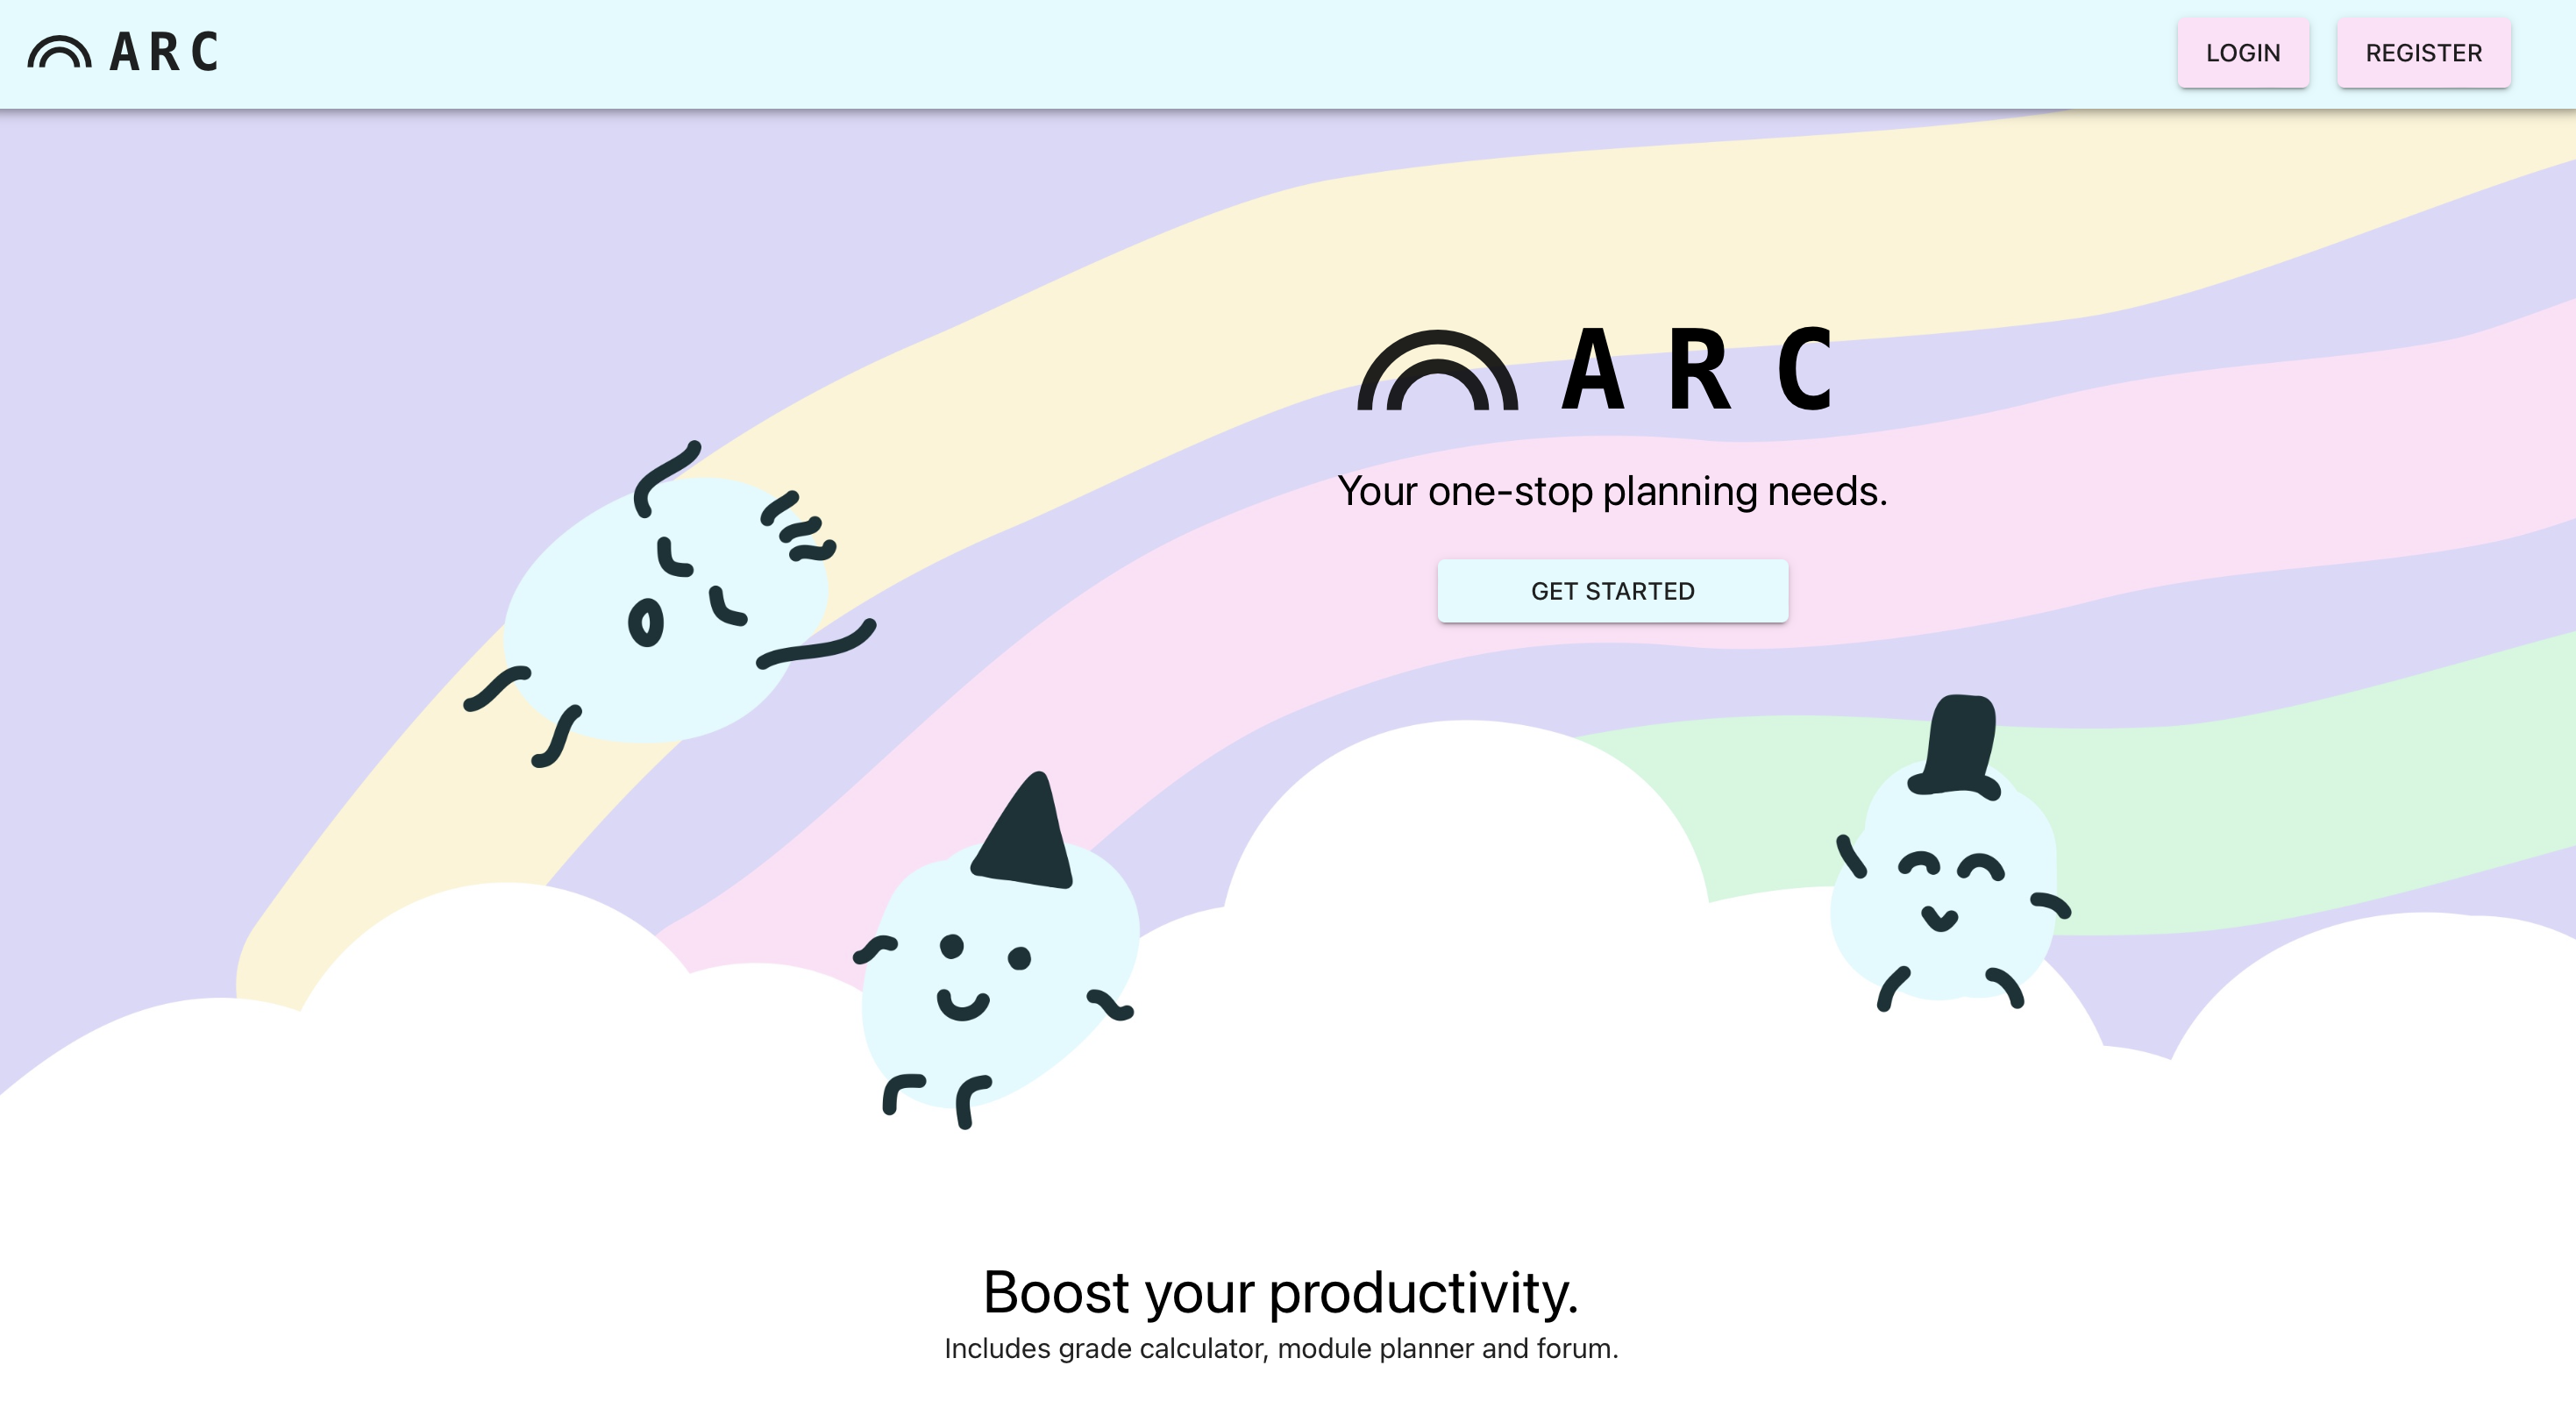 ARC
LOGIN
REGISTER
ARC
Your one-stop planning needs.
GET STARTED
Boost your productivity.
Includes grade calculator, module planner and forum.